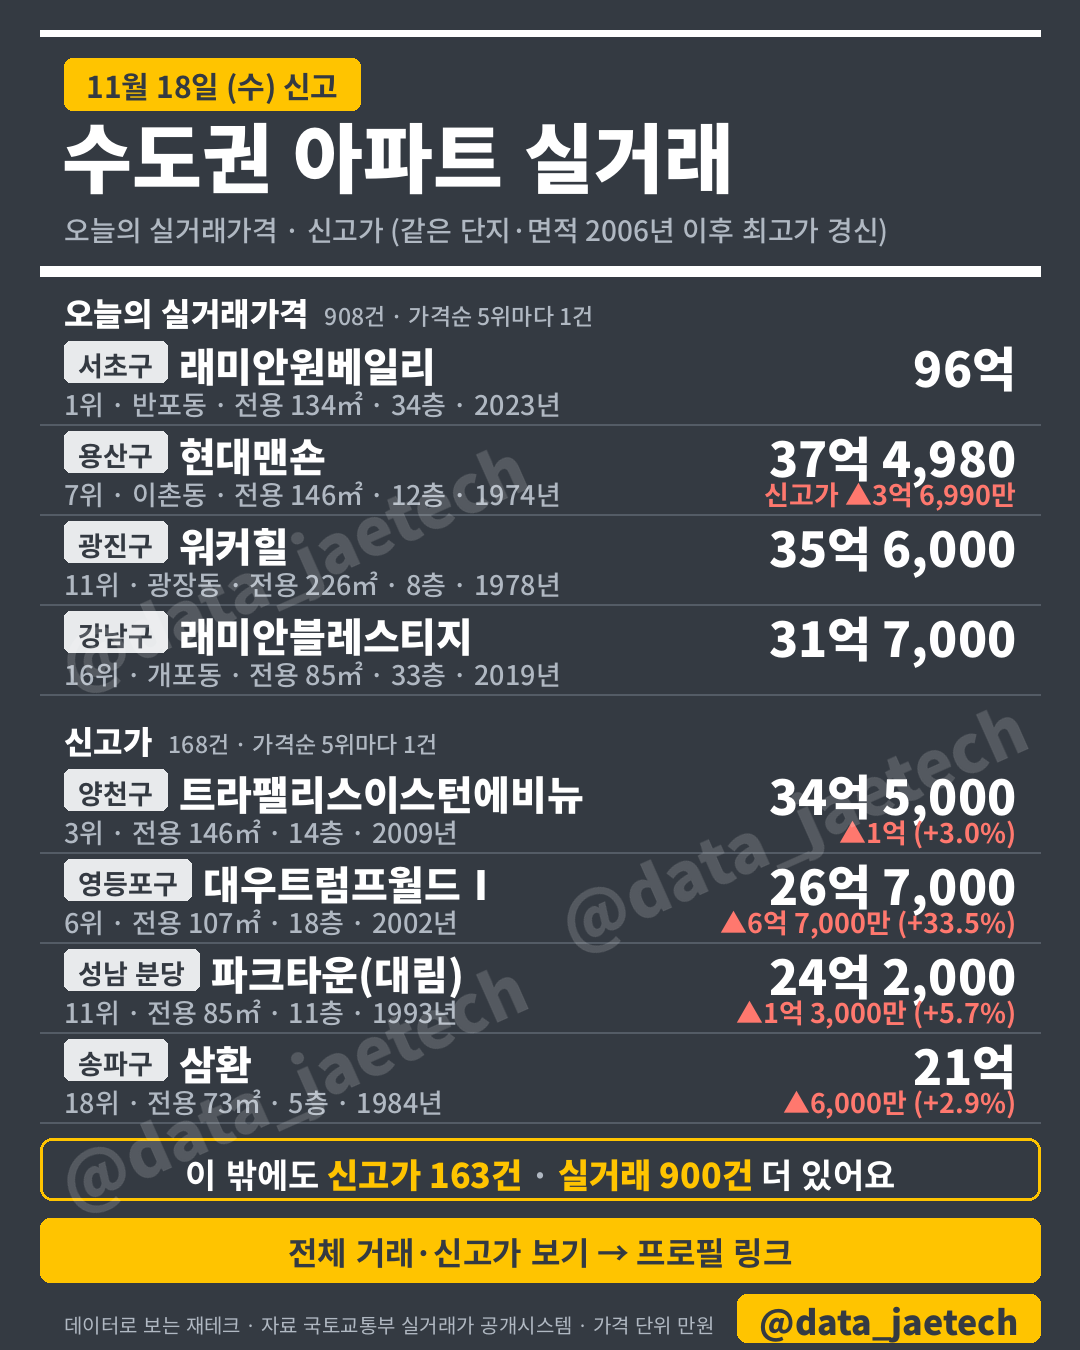 11월 18일 (수) 신고
수도권 아파트 실거래
오늘의 실거래가격 · 신고가 (같은 단지·면적 2006년 이후 최고가 경신)
오늘의 실거래가격 908건 · 가격순 5위마다 1건
서초구 래미안원베일리 96억
1위 · 반포동 · 전용 134㎡ · 34층 · 2023년
용산구 현대맨숀 37억 4,980
7위 · 이촌동 · 전용 146㎡ · 12층 · 1974년 신고가 ▲3억 6,990만
광진구 워커힐 35억 6,000
11위 · 광장동 · 전용 226㎡ · 8층 · 1978년
강남구 래미안블레스티지 31억 7,000
16위 · 개포동 · 전용 85㎡ · 33층 · 2019년
신고가 168건 · 가격순 5위마다 1건
양천구 트라팰리스이스턴에비뉴 34억 5,000
3위 · 전용 146㎡ · 14층 · 2009년 ▲1억 (+3.0%)
영등포구 대우트럼프월드Ⅰ 26억 7,000
6위 · 전용 107㎡ · 18층 · 2002년 ▲6억 7,000만 (+33.5%)
성남 분당 파크타운(대림) 24억 2,000
11위 · 전용 85㎡ · 11층 · 1993년 ▲1억 3,000만 (+5.7%)
송파구 삼환 21억
18위 · 전용 73㎡ · 5층 · 1984년 ▲6,000만 (+2.9%)
이 밖에도 신고가 163건 · 실거래 900건 더 있어요
전체 거래·신고가 보기 → 프로필 링크
데이터로 보는 재테크 · 자료 국토교통부 실거래가 공개시스템 · 가격 단위 만원 @data_jaetech
@data_jaetech
@data_jaetech
@data_jaetech